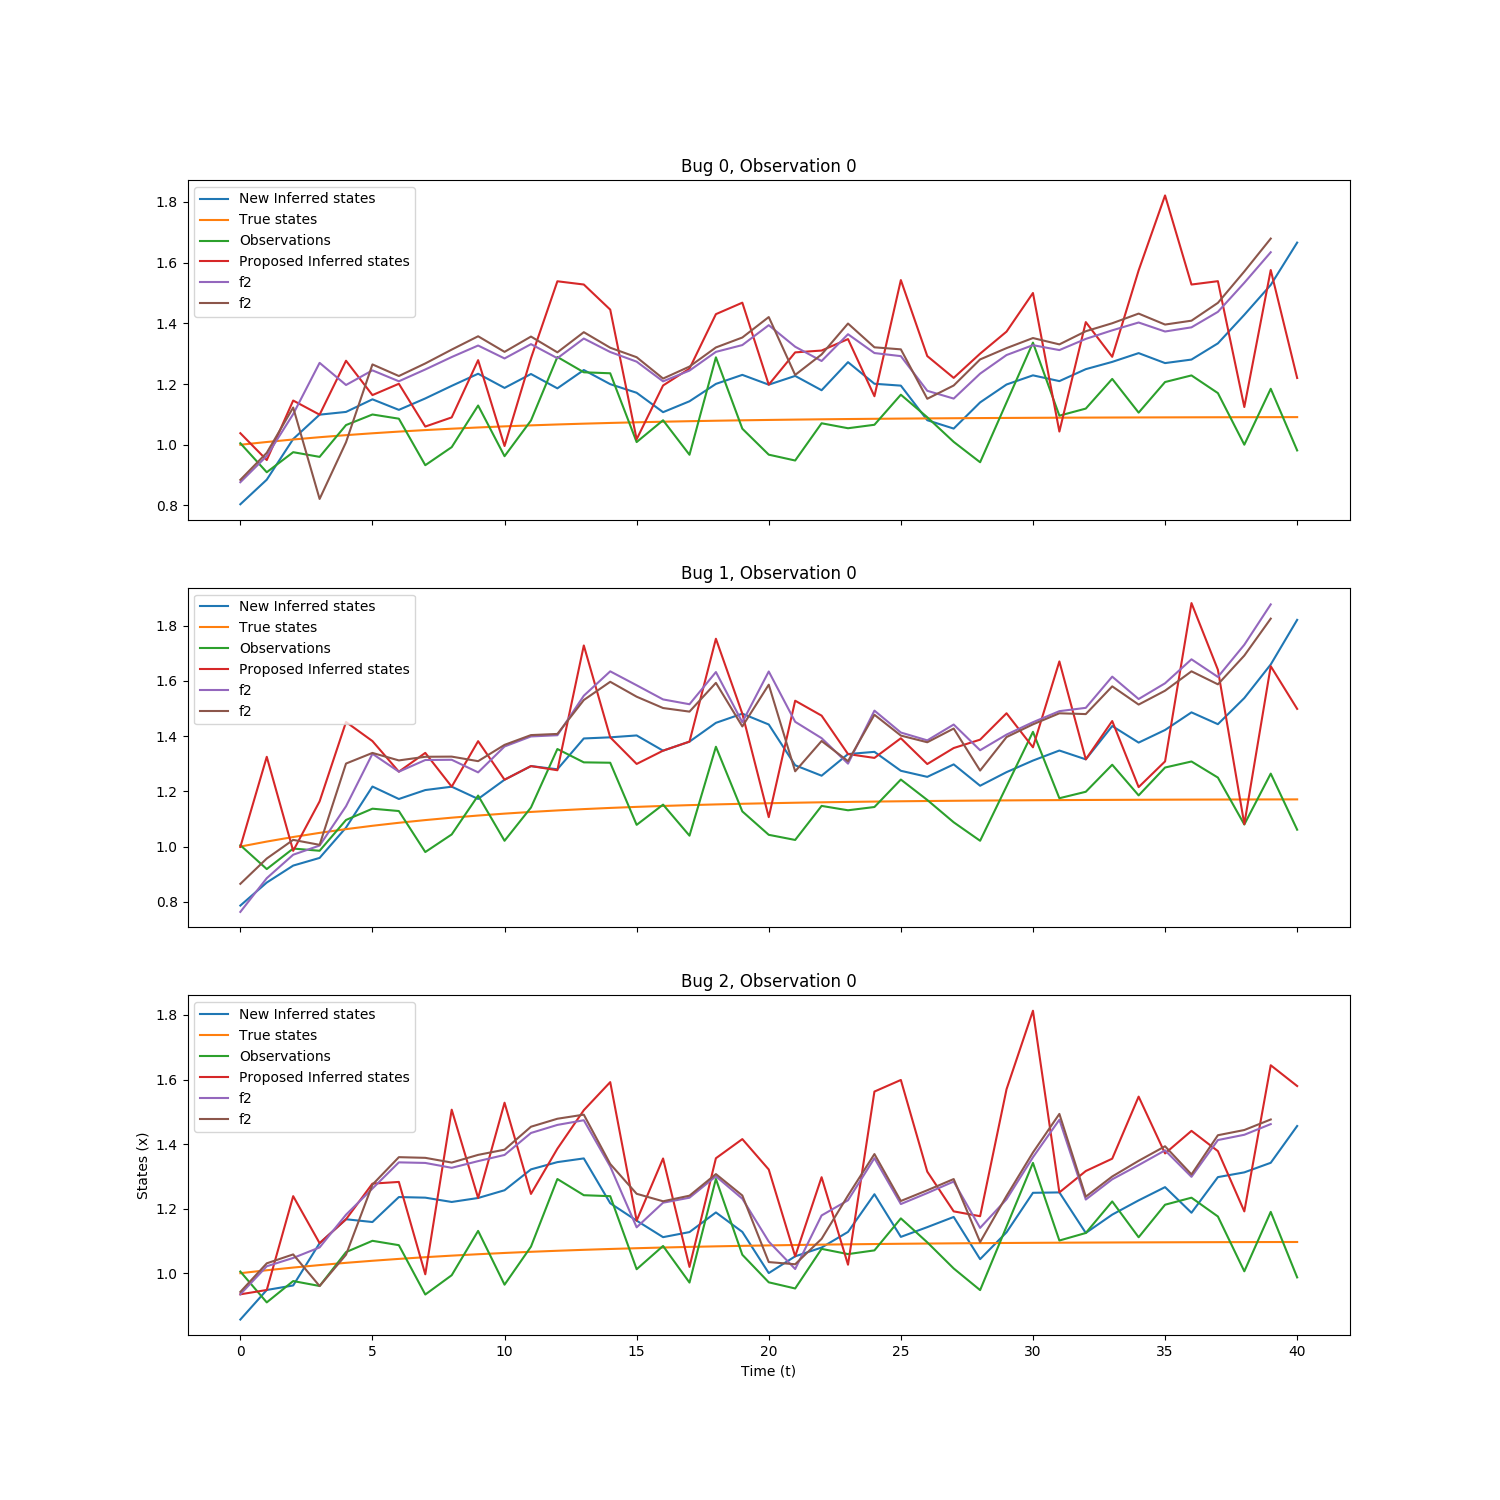 Bug 0, Observation 0
New Inferred states
True states
Observations
Proposed Inferred states
f2
f2
1.8
1.6
1.4
1.2
1.0
0.8
Bug 1, Observation 0
New Inferred states
True states
Observations
Proposed Inferred states
f2
f2
1.8
1.6
1.4
1.2
1.0
0.8
Bug 2, Observation 0
New Inferred states
True states
Observations
Proposed Inferred states
f2
f2
1.8
1.6
1.4
1.2
1.0
States (x)
0 5 10 15 20 25 30 35 40
Time (t)